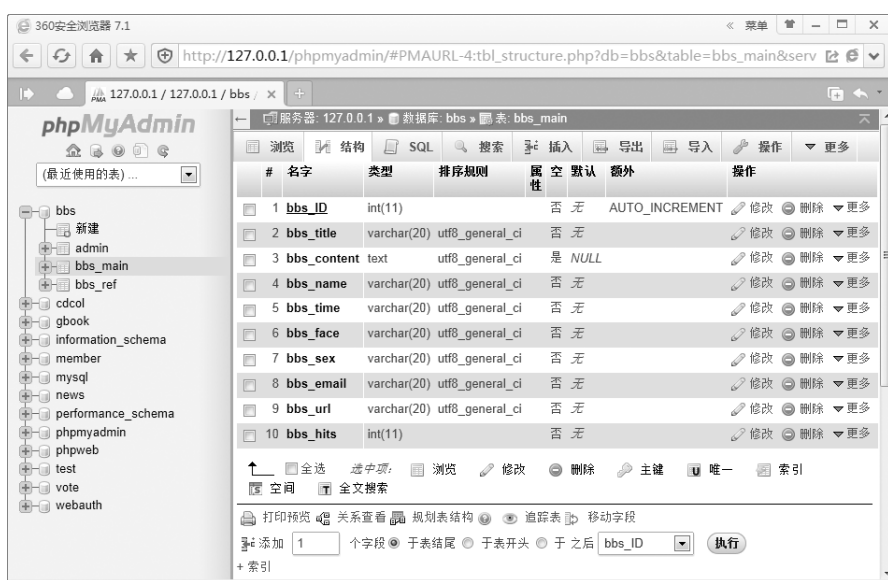 360安全浏览器 7.1
菜单
http://127.0.0.1/phpmyadmin/#PMAURL-4:tbl_structure.php?db=bbs&table=bbs_main&serv
PMA 127.0.0.1 / 127.0.0.1 / bbs /
phpMyAdmin
(最近使用的表) ...
bbs
新建
admin
bbs_main
bbs_ref
cdcol
gbook
information_schema
member
mysql
news
performance_schema
phpmyadmin
phpweb
test
vote
webauth
服务器: 127.0.0.1 » 数据库: bbs » 表: bbs_main
浏览 结构 SQL 搜索 插入 导出 导入 操作 更多
# 名字 类型 排序规则 属性 空 默认 额外 操作
1 bbs_ID int(11) 否 无 AUTO_INCREMENT 修改 删除 更多
2 bbs_title varchar(20) utf8_general_ci 否 无 修改 删除 更多
3 bbs_content text utf8_general_ci 是 NULL 修改 删除 更多
4 bbs_name varchar(20) utf8_general_ci 否 无 修改 删除 更多
5 bbs_time varchar(20) utf8_general_ci 否 无 修改 删除 更多
6 bbs_face varchar(20) utf8_general_ci 否 无 修改 删除 更多
7 bbs_sex varchar(20) utf8_general_ci 否 无 修改 删除 更多
8 bbs_email varchar(20) utf8_general_ci 否 无 修改 删除 更多
9 bbs_url varchar(20) utf8_general_ci 否 无 修改 删除 更多
10 bbs_hits int(11) 否 无 修改 删除 更多
全选 选中项: 浏览 修改 删除 主键 U 唯一 索引
S 空间 T 全文搜索
打印预览 关系查看 规划表结构 追踪表 移动字段
添加 1 个字段 于表结尾 于表开头 于 之后 bbs_ID 执行
+ 索引